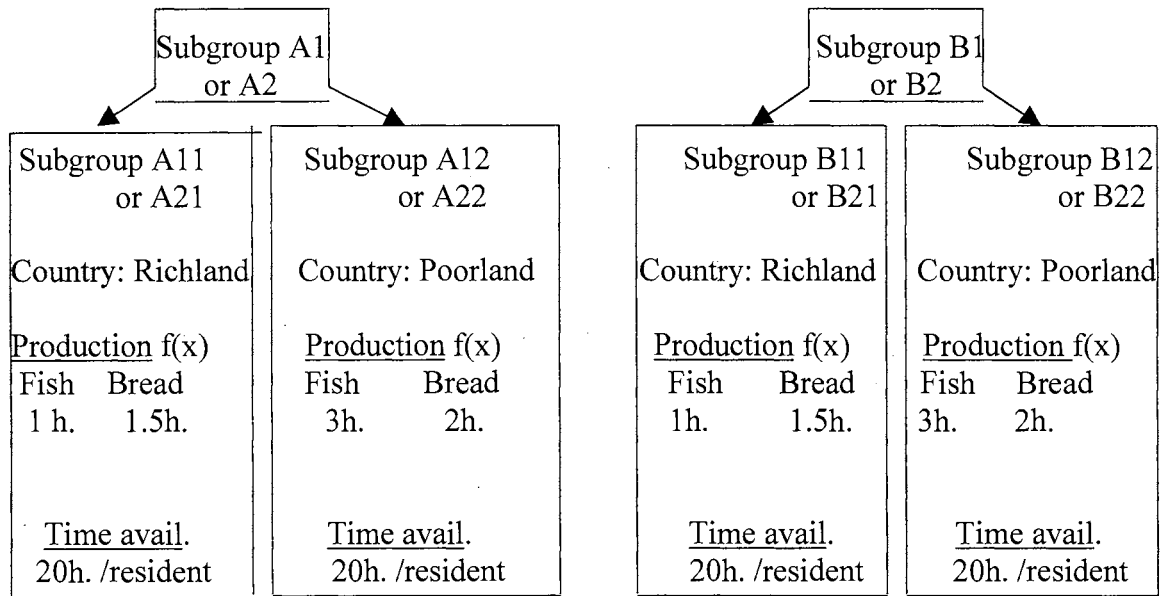 Subgroup A1
or A2
Subgroup A11
or A21
Country: Richland
Production f(x)
Fish Bread
1 h. 1.5h.
Time avail.
20h. /resident
Subgroup A12
or A22
Country: Poorland
Production f(x)
Fish Bread
3h. 2h.
Time avail.
20h. /resident
Subgroup B1
or B2
Subgroup B11
or B21
Country: Richland
Production f(x)
Fish Bread
1h. 1.5h.
Time avail.
20h. /resident
Subgroup B12
or B22
Country: Poorland
Production f(x)
Fish Bread
3h. 2h.
Time avail.
20h. /resident